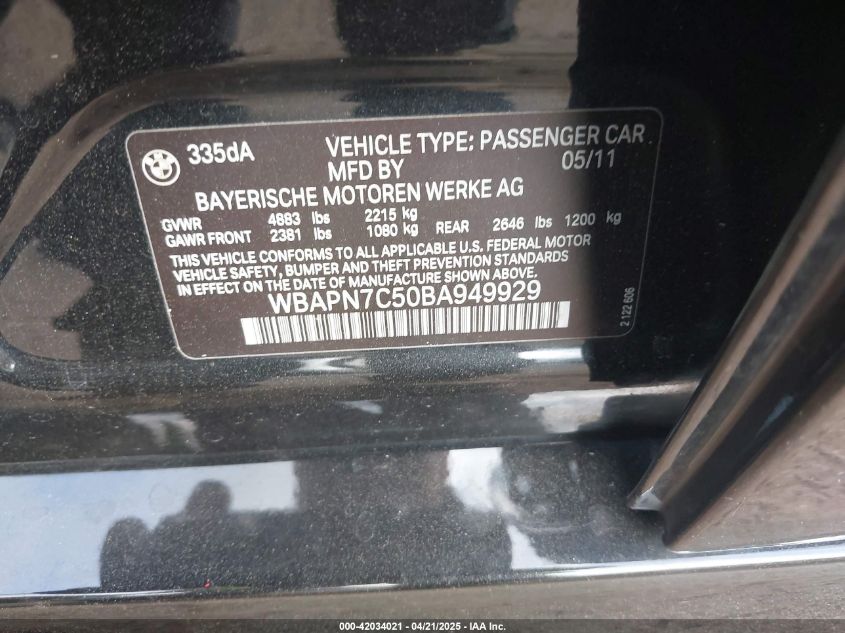 BMW
335dA
VEHICLE TYPE: PASSENGER CAR
MFD BY 05/11
BAYERISCHE MOTOREN WERKE AG
GVWR 4883 lbs 2215 kg
GAWR FRONT 2381 lbs 1080 kg REAR 2646 lbs 1200 kg
THIS VEHICLE CONFORMS TO ALL APPLICABLE U.S. FEDERAL MOTOR
VEHICLE SAFETY, BUMPER AND THEFT PREVENTION STANDARDS
IN EFFECT ON THE DATE OF MANUFACTURE SHOWN ABOVE.
WBAPN7C50BA949929
2 122 606
000-42034021 - 04/21/2025 - IAA Inc.